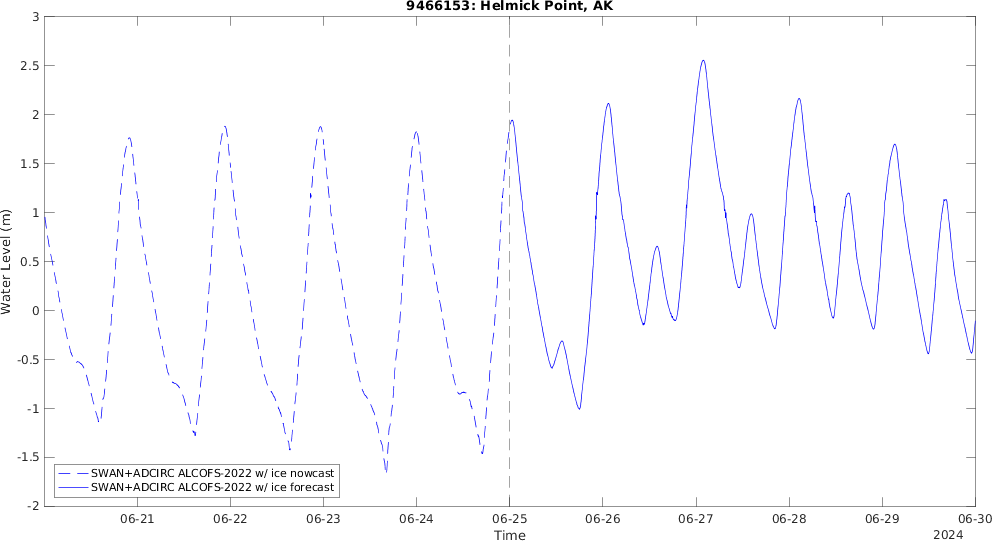 9466153: Helmick Point, AK
3
2.5
2
1.5
1
0.5
0
-0.5
-1
-1.5
-2
Water Level (m)
SWAN+ADCIRC ALCOFS-2022 w/ ice nowcast
SWAN+ADCIRC ALCOFS-2022 w/ ice forecast
06-21 06-22 06-23 06-24 06-25 06-26 06-27 06-28 06-29 06-30
Time
2024